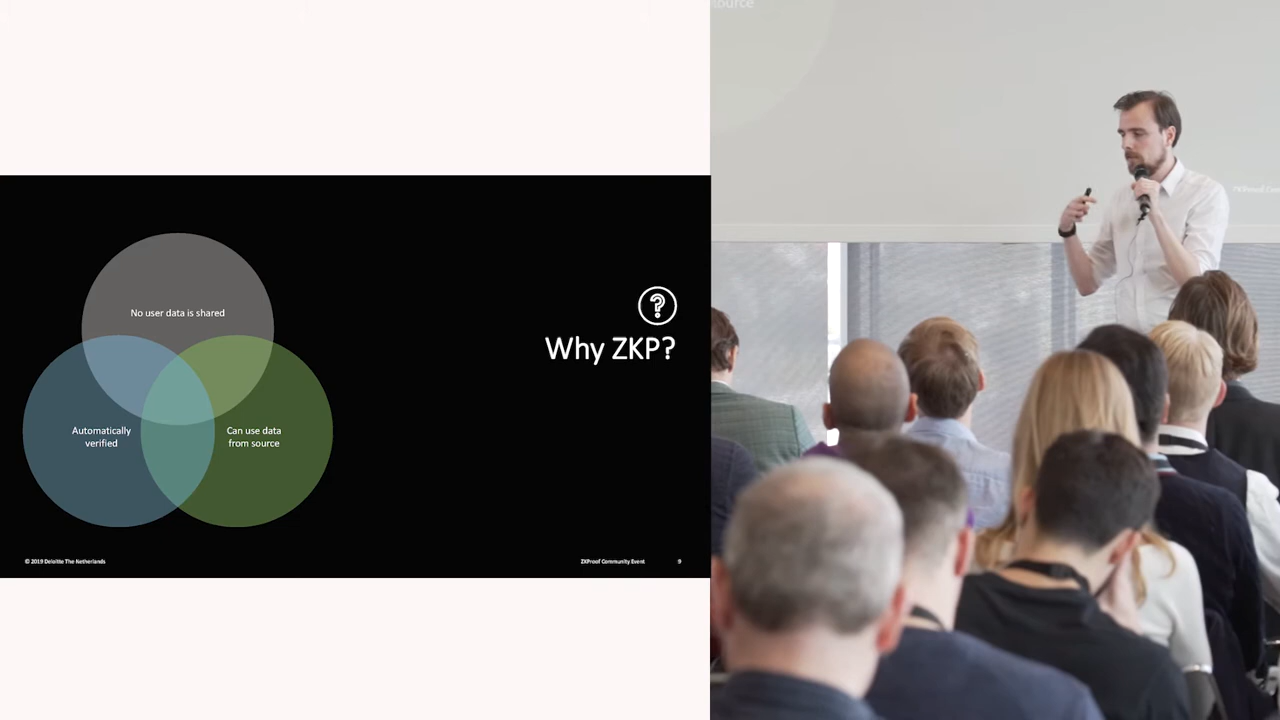 No user data is shared
Automatically
verified
Can use data
from source
?
Why ZKP?
© 2019 Deloitte The Netherlands
ZKProof Community Event
9
source